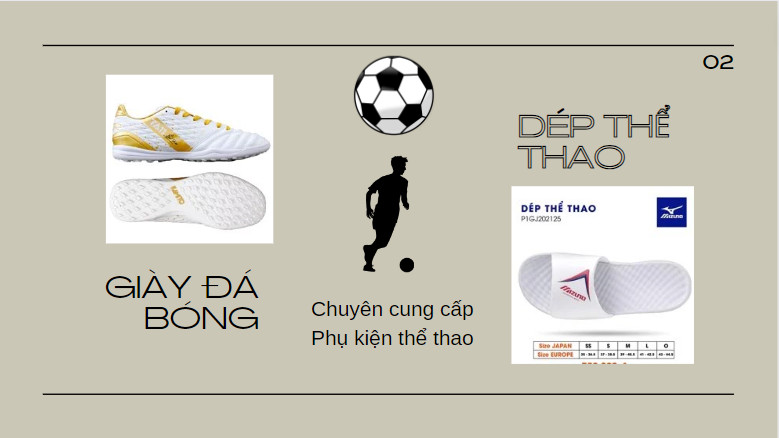 02
GIÀY ĐÁ
BÓNG
Chuyên cung cấp
Phụ kiện thể thao
DÉP THỂ
THAO
DÉP THỂ THAO
P1GJ202125
Size JAPAN SS S M L O
Size EUROPE